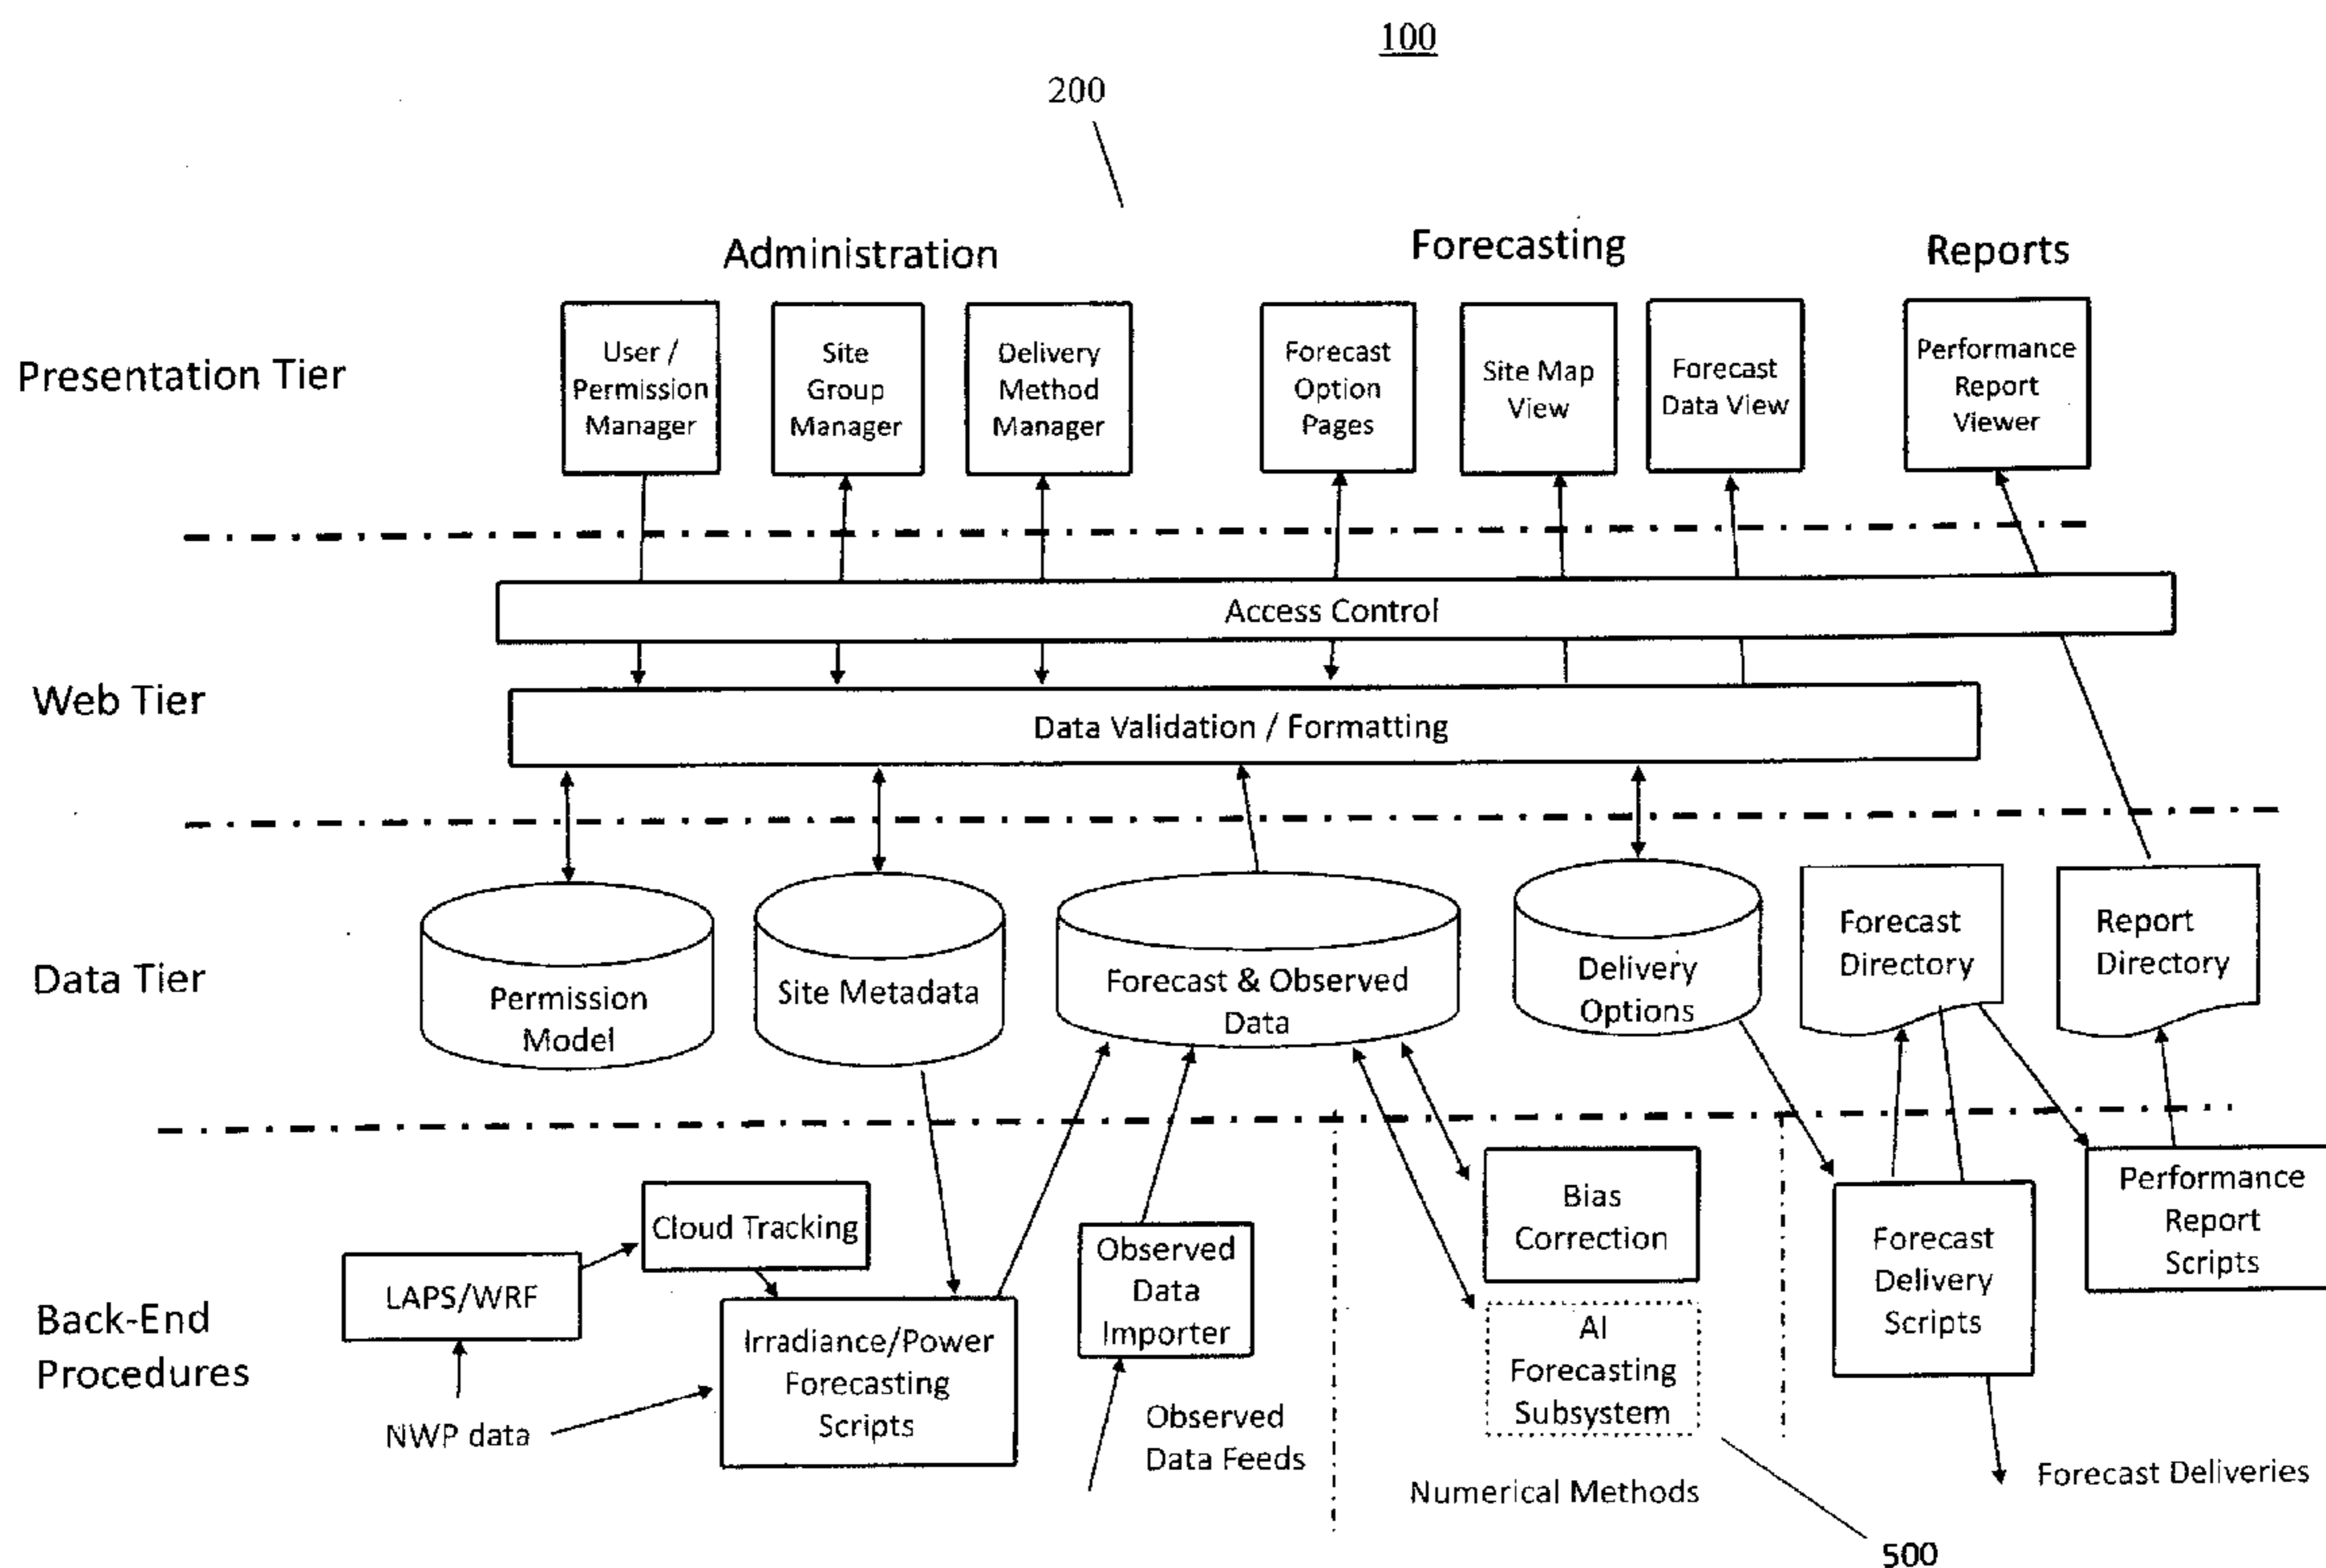 100
200
Administration
Forecasting
Reports
Presentation Tier
User /
Permission
Manager
Site
Group
Manager
Delivery
Method
Manager
Forecast
Option
Pages
Site Map
View
Forecast
Data View
Performance
Report
Viewer
Access Control
Web Tier
Data Validation / Formatting
Data Tier
Permission
Model
Site Metadata
Forecast & Observed
Data
Delivery
Options
Forecast
Directory
Report
Directory
Back-End
Procedures
LAPS/WRF
Cloud Tracking
NWP data
Irradiance/Power
Forecasting
Scripts
Observed
Data
Importer
Observed
Data Feeds
Bias
Correction
AI
Forecasting
Subsystem
Numerical Methods
Forecast
Delivery
Scripts
Performance
Report
Scripts
Forecast Deliveries
500